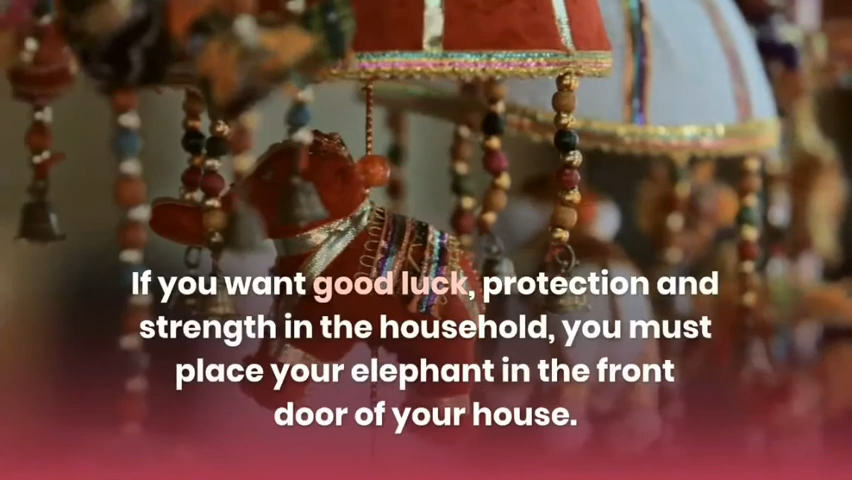 If you want good luck, protection and
strength in the household, you must
place your elephant in the front
door of your house.